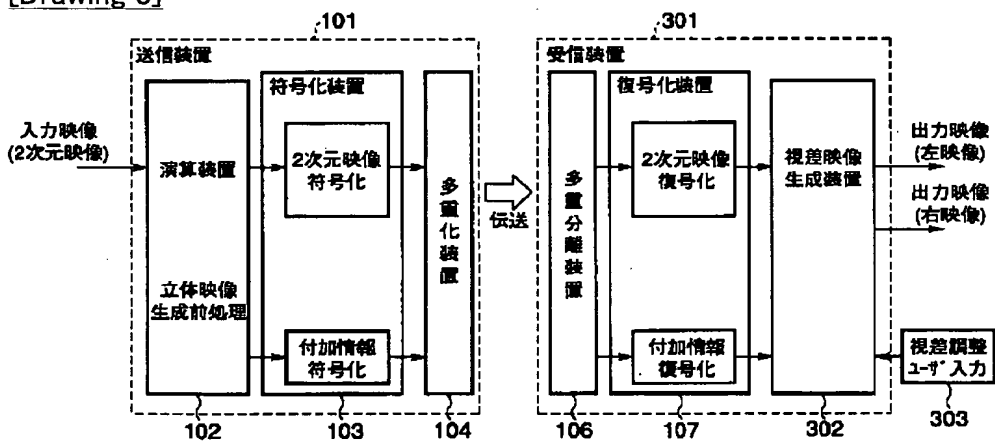 101
301
送信装置
受信装置
入力映像
(2次元映像)
演算装置
立体映像
生成前処理
符号化装置
2次元映像
符号化
付加情報
符号化
多重化装置
伝送
多重分離装置
復号化装置
2次元映像
復号化
付加情報
復号化
視差映像
生成装置
出力映像
(左映像)
出力映像
(右映像)
視差調整
ユーザ入力
102
103
104
106
107
302
303